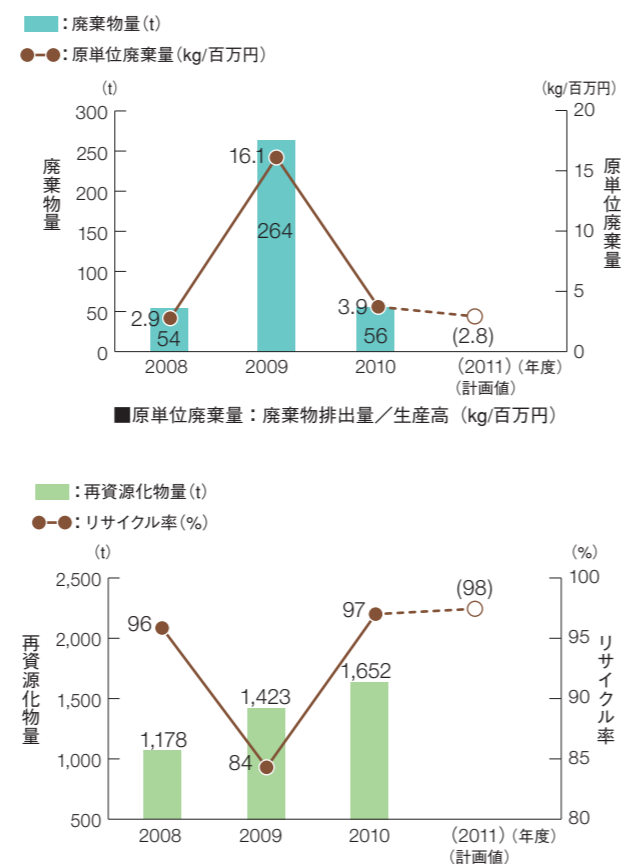 ：廃棄物量（t）
：原単位廃棄量（kg/百万円）
（t）
（kg/百万円）
300
250
200
150
100
50
0
廃棄物量
20
15
10
5
0
原単位廃棄量
2.9
54
16.1
264
3.9
56
(2.8)
2008
2009
2010
（2011）（年度）
（計画値）
■原単位廃棄量：廃棄物排出量／生産高（kg/百万円）
：再資源化物量（t）
：リサイクル率（%）
（t）
（%）
2,500
2,000
1,500
1,000
500
再資源化物量
100
95
90
85
80
リサイクル率
96
1,178
84
1,423
97
1,652
(98)
2008
2009
2010
（2011）（年度）
（計画値）